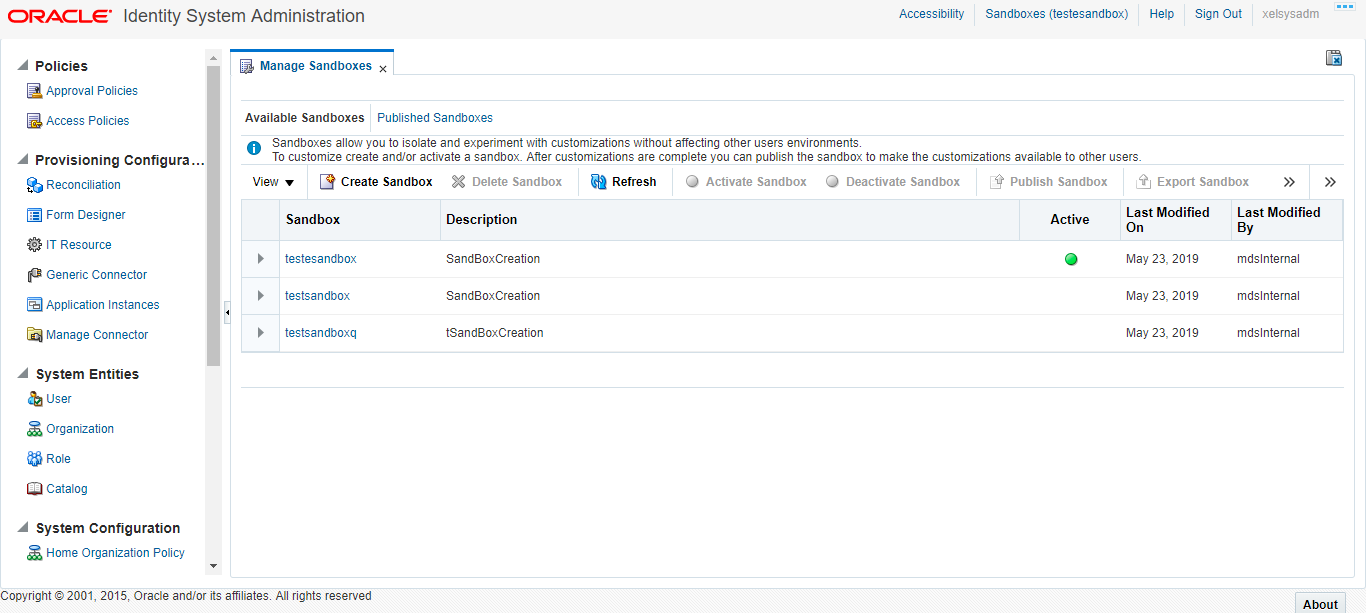 ORACLE Identity System Administration
Accessibility Sandboxes (testesandbox) Help Sign Out xelsysadm
Policies
Approval Policies
Access Policies
Provisioning Configura...
Reconciliation
Form Designer
IT Resource
Generic Connector
Application Instances
Manage Connector
System Entities
User
Organization
Role
Catalog
System Configuration
Home Organization Policy
Manage Sandboxes
Available Sandboxes Published Sandboxes
Sandboxes allow you to isolate and experiment with customizations without affecting other users environments.
To customize create and/or activate a sandbox. After customizations are complete you can publish the sandbox to make the customizations available to other users.
View Create Sandbox Delete Sandbox Refresh Activate Sandbox Deactivate Sandbox Publish Sandbox Export Sandbox
Sandbox Description Active Last Modified On Last Modified By
testesandbox SandBoxCreation May 23, 2019 mdsInternal
testsandbox SandBoxCreation May 23, 2019 mdsInternal
testsandboxq tSandBoxCreation May 23, 2019 mdsInternal
Copyright © 2001, 2015, Oracle and/or its affiliates. All rights reserved
About